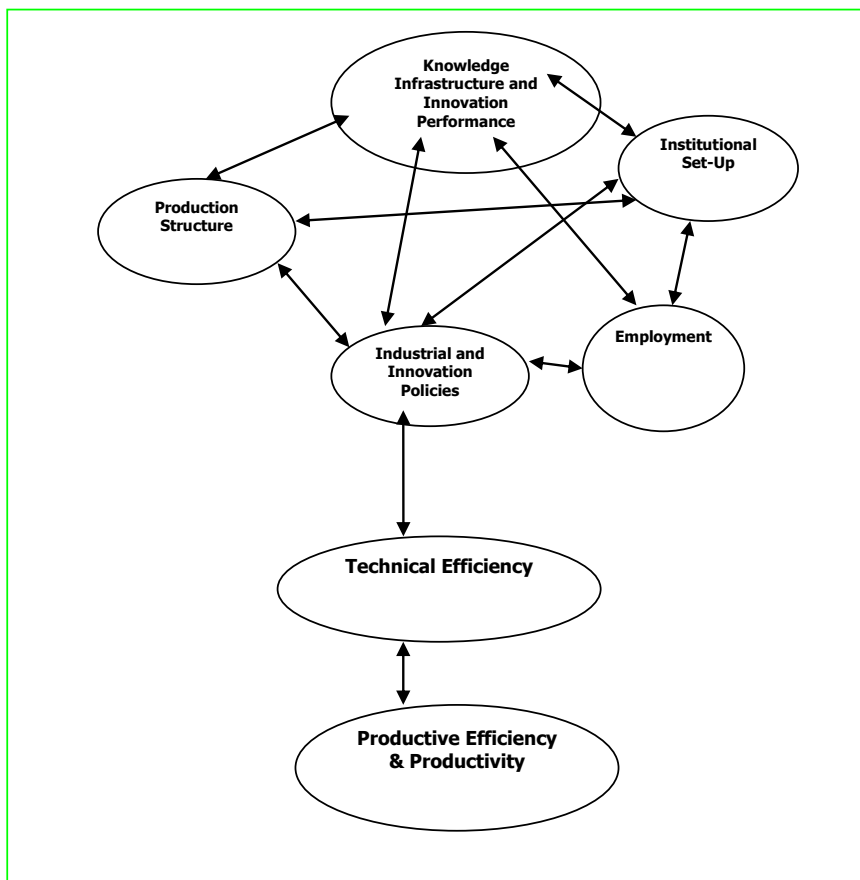 Knowledge
Infrastructure and
Innovation
Performance
Institutional
Set-Up
Production
Structure
Employment
Industrial and
Innovation
Policies
Technical Efficiency
Productive Efficiency
& Productivity